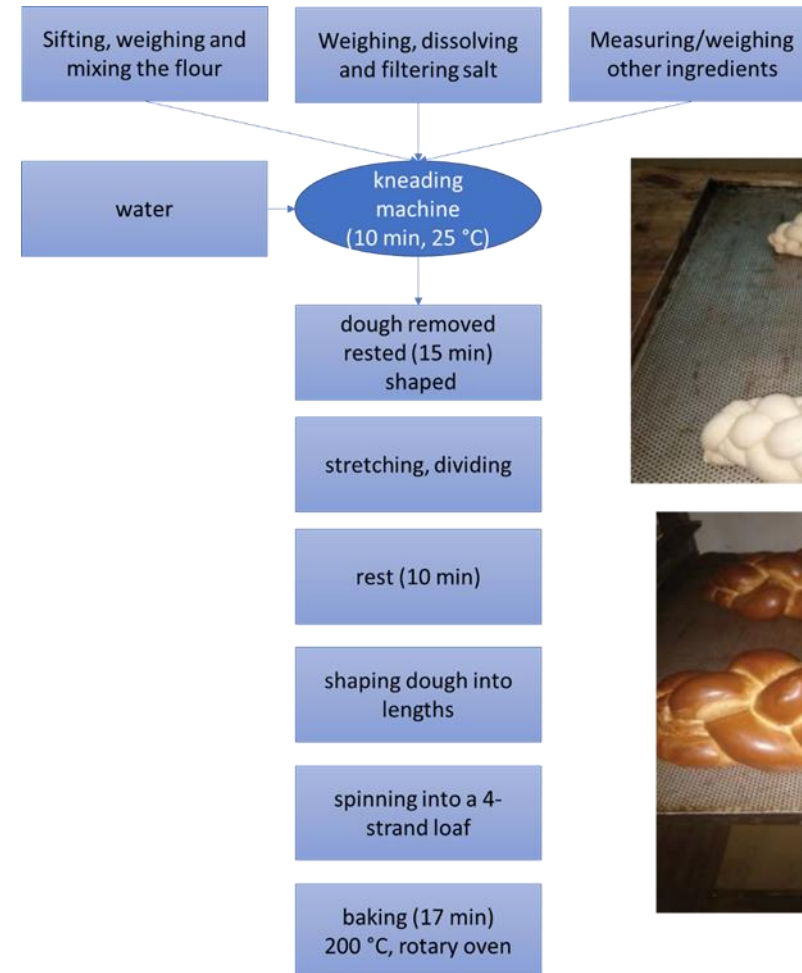 Sifting, weighing and
mixing the flour
Weighing, dissolving
and filtering salt
Measuring/weighing
other ingredients
water
kneading
machine
(10 min, 25 °C)
dough removed
rested (15 min)
shaped
stretching, dividing
rest (10 min)
shaping dough into
lengths
spinning into a 4-
strand loaf
baking (17 min)
200 °C, rotary oven